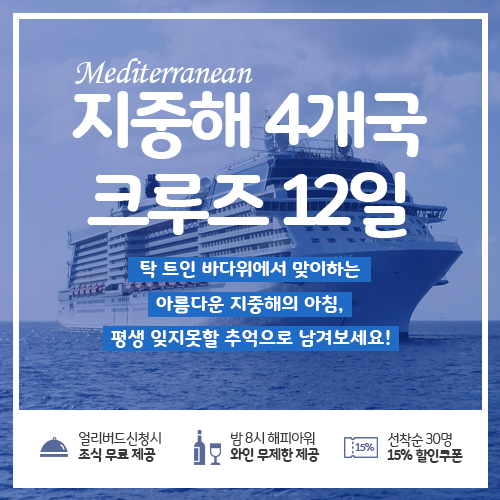 Mediterranean
지중해 4개국
크루즈 12일
탁 트인 바다위에서 맞이하는
아름다운 지중해의 아침,
평생 잊지못할 추억으로 남겨보세요!
얼리버드신청시
조식 무료 제공
밤 8시 해피아워
와인 무제한 제공
15%
선착순 30명
15% 할인쿠폰